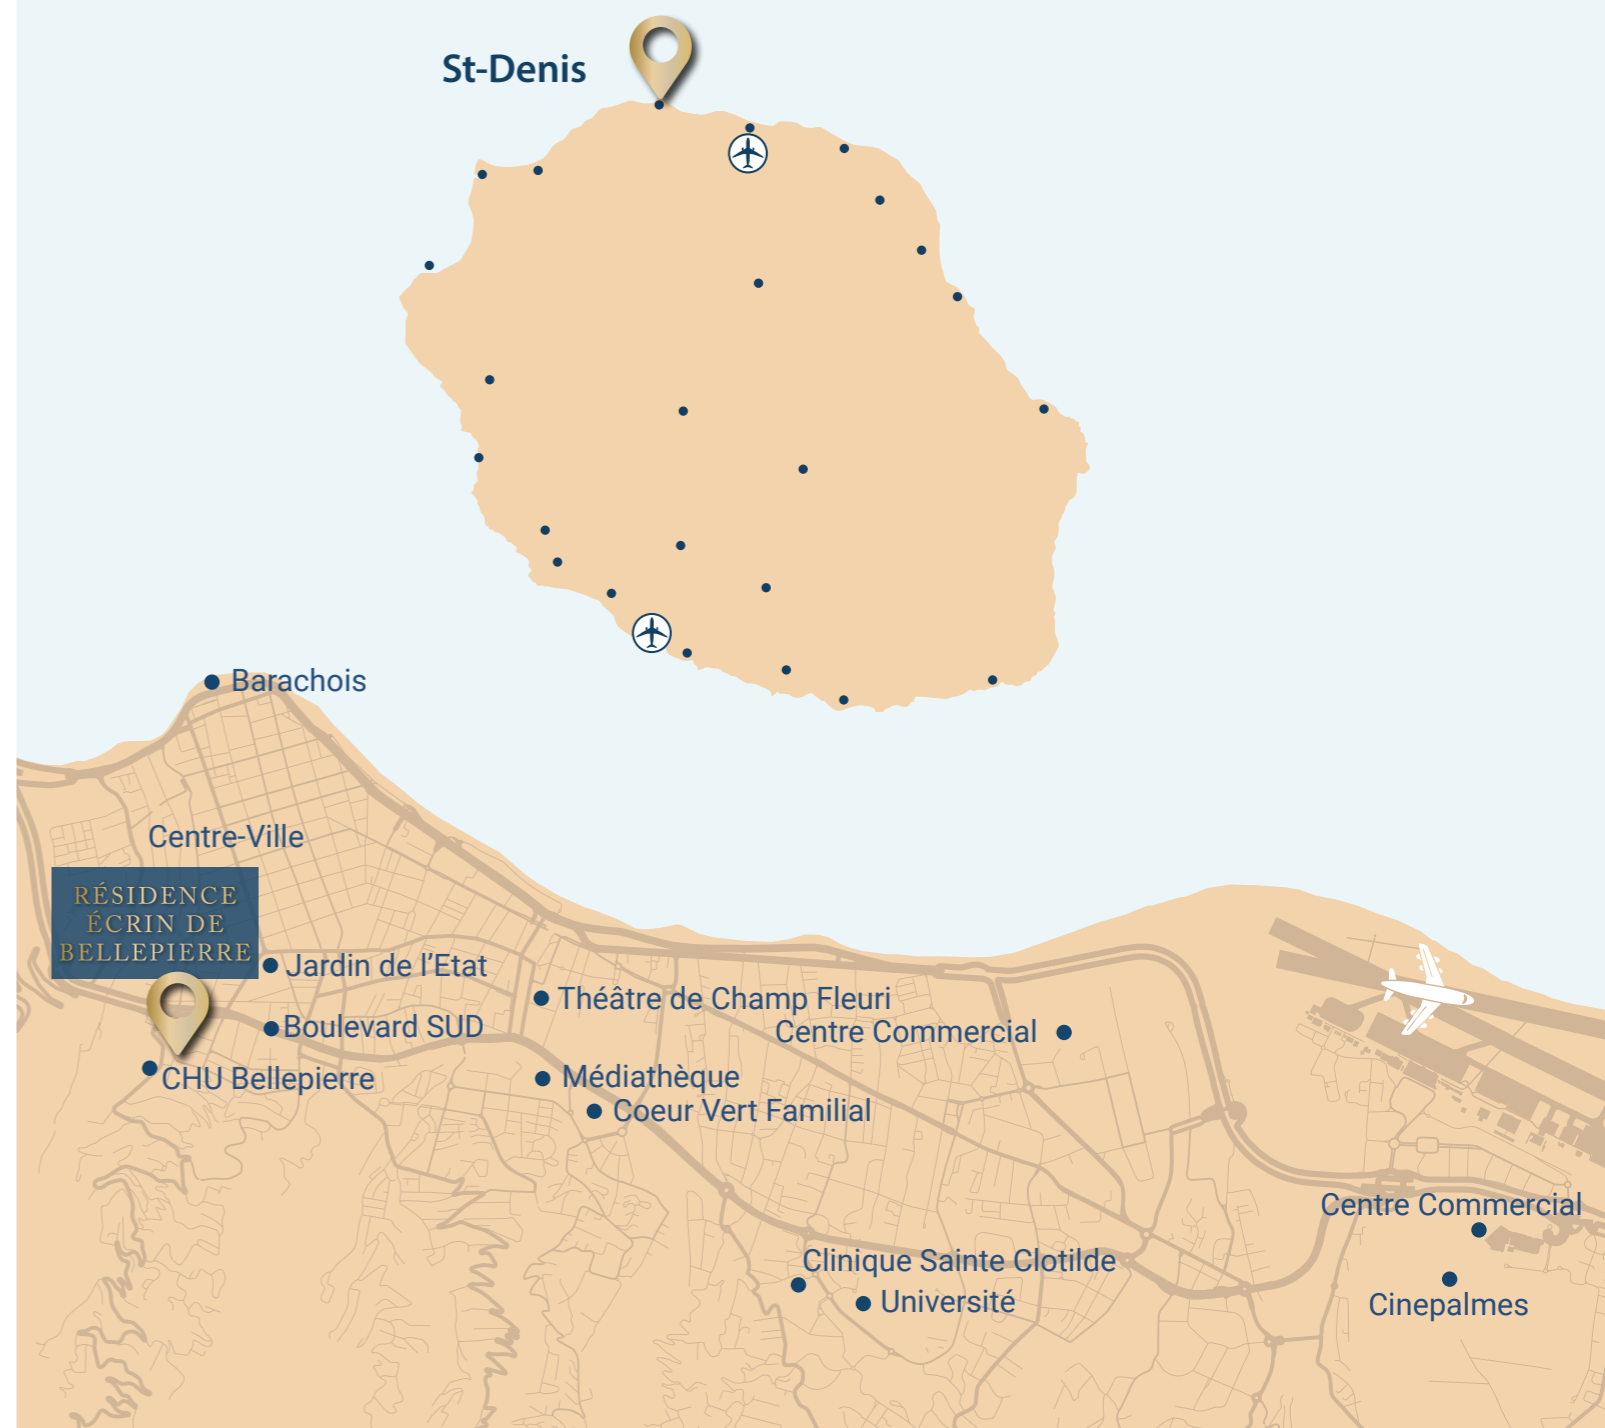 St-Denis
Barachois
Centre-Ville
RÉSIDENCE
ÉCRIN DE
BELLEPIERRE
Jardin de l'Etat
Théâtre de Champ Fleuri
Boulevard SUD
Centre Commercial
CHU Bellepierre
Médiathèque
Coeur Vert Familial
Centre Commercial
Clinique Sainte Clotilde
Université
Cinepalmes